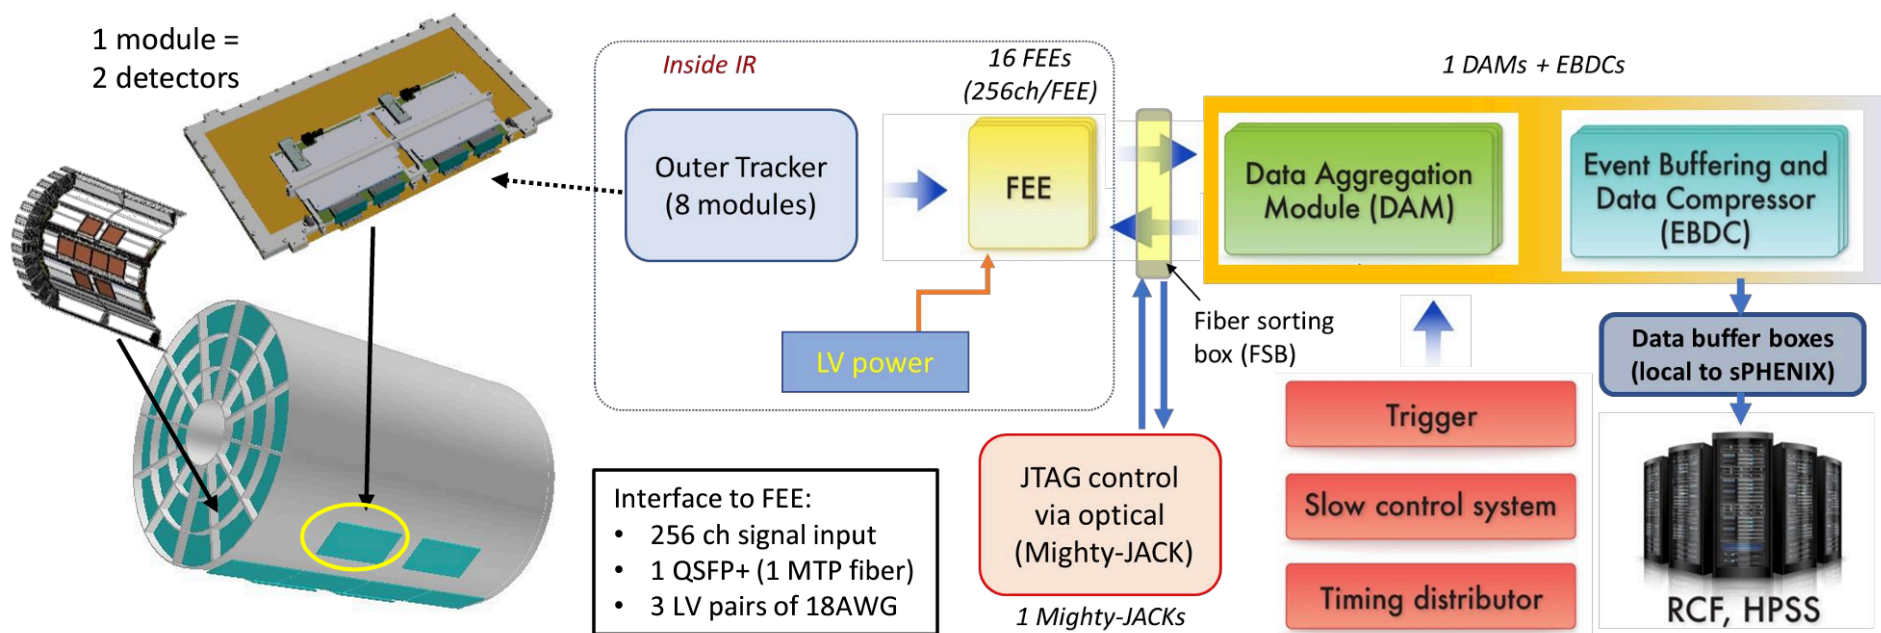 1 module =
2 detectors
Inside IR
16 FEEs
(256ch/FEE)
1 DAMs + EBDCs
Outer Tracker
(8 modules)
FEE
Data Aggregation
Module (DAM)
Event Buffering and
Data Compressor
(EBDC)
LV power
Fiber sorting
box (FSB)
Data buffer boxes
(local to sPHENIX)
Interface to FEE:
• 256 ch signal input
• 1 QSFP+ (1 MTP fiber)
• 3 LV pairs of 18AWG
JTAG control
via optical
(Mighty-JACK)
1 Mighty-JACKs
Trigger
Slow control system
Timing distributor
RCF, HPSS